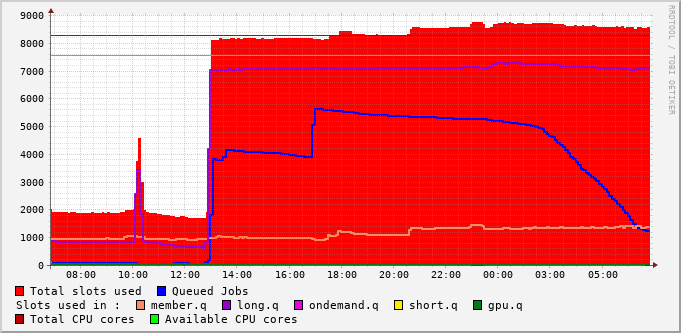 9000
8000
7000
6000
5000
4000
3000
2000
1000
0
08:00 10:00 12:00 14:00 16:00 18:00 20:00 22:00 00:00 03:00 05:00
RRDTOOL / TOBI OETIKER
Total slots used Queued Jobs
Slots used in : member.q long.q ondemand.q short.q gpu.q
Total CPU cores Available CPU cores